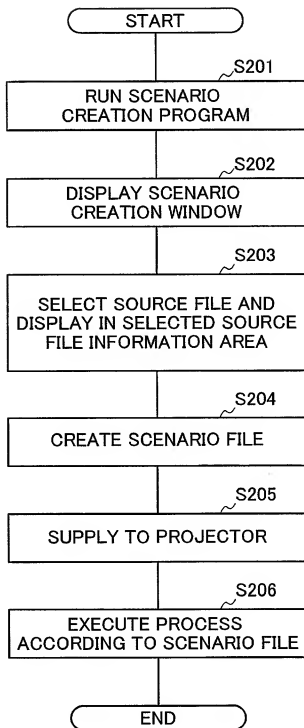 START
S201
RUN SCENARIO
CREATION PROGRAM
S202
DISPLAY SCENARIO
CREATION WINDOW
S203
SELECT SOURCE FILE AND
DISPLAY IN SELECTED SOURCE
FILE INFORMATION AREA
S204
CREATE SCENARIO FILE
S205
SUPPLY TO PROJECTOR
S206
EXECUTE PROCESS
ACCORDING TO SCENARIO FILE
END